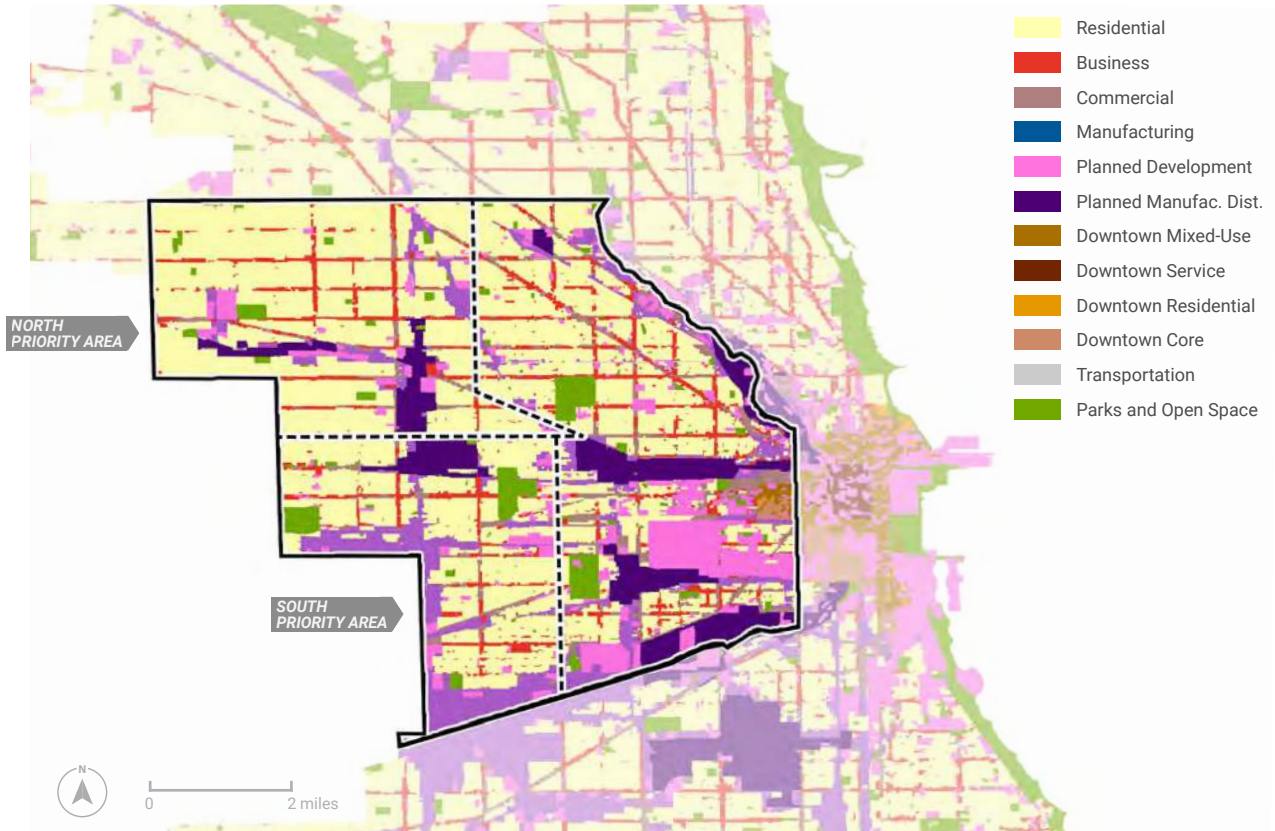 Residential
Business
Commercial
Manufacturing
Planned Development
Planned Manufac. Dist.
Downtown Mixed-Use
Downtown Service
Downtown Residential
Downtown Core
Transportation
Parks and Open Space
NORTH
PRIORITY AREA
SOUTH
PRIORITY AREA
N
0 2 miles